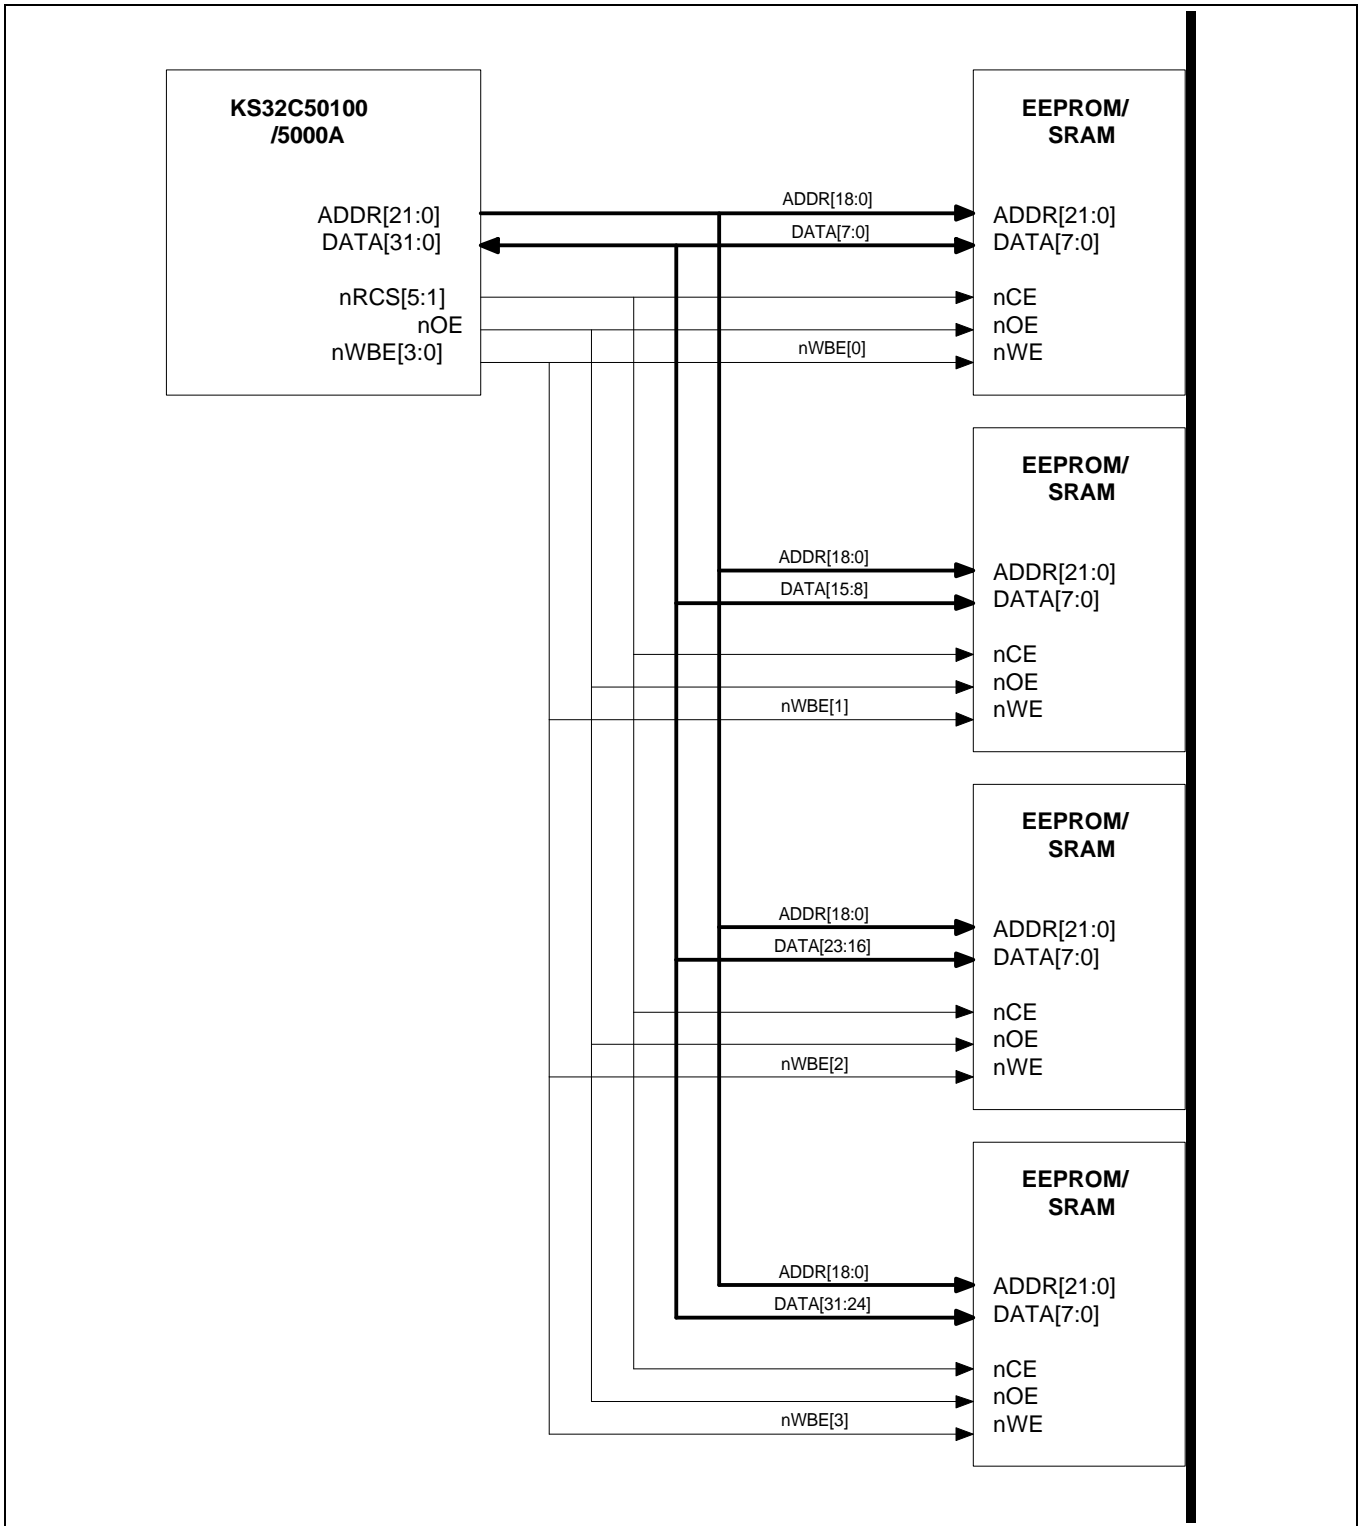 KS32C50100
/5000A
ADDR[21:0]
DATA[31:0]
nRCS[5:1]
nOE
nWBE[3:0]
ADDR[18:0]
DATA[7:0]
nWBE[0]
EEPROM/
SRAM
ADDR[21:0]
DATA[7:0]
nCE
nOE
nWE
ADDR[18:0]
DATA[15:8]
nWBE[1]
EEPROM/
SRAM
ADDR[21:0]
DATA[7:0]
nCE
nOE
nWE
ADDR[18:0]
DATA[23:16]
nWBE[2]
EEPROM/
SRAM
ADDR[21:0]
DATA[7:0]
nCE
nOE
nWE
ADDR[18:0]
DATA[31:24]
nWBE[3]
EEPROM/
SRAM
ADDR[21:0]
DATA[7:0]
nCE
nOE
nWE